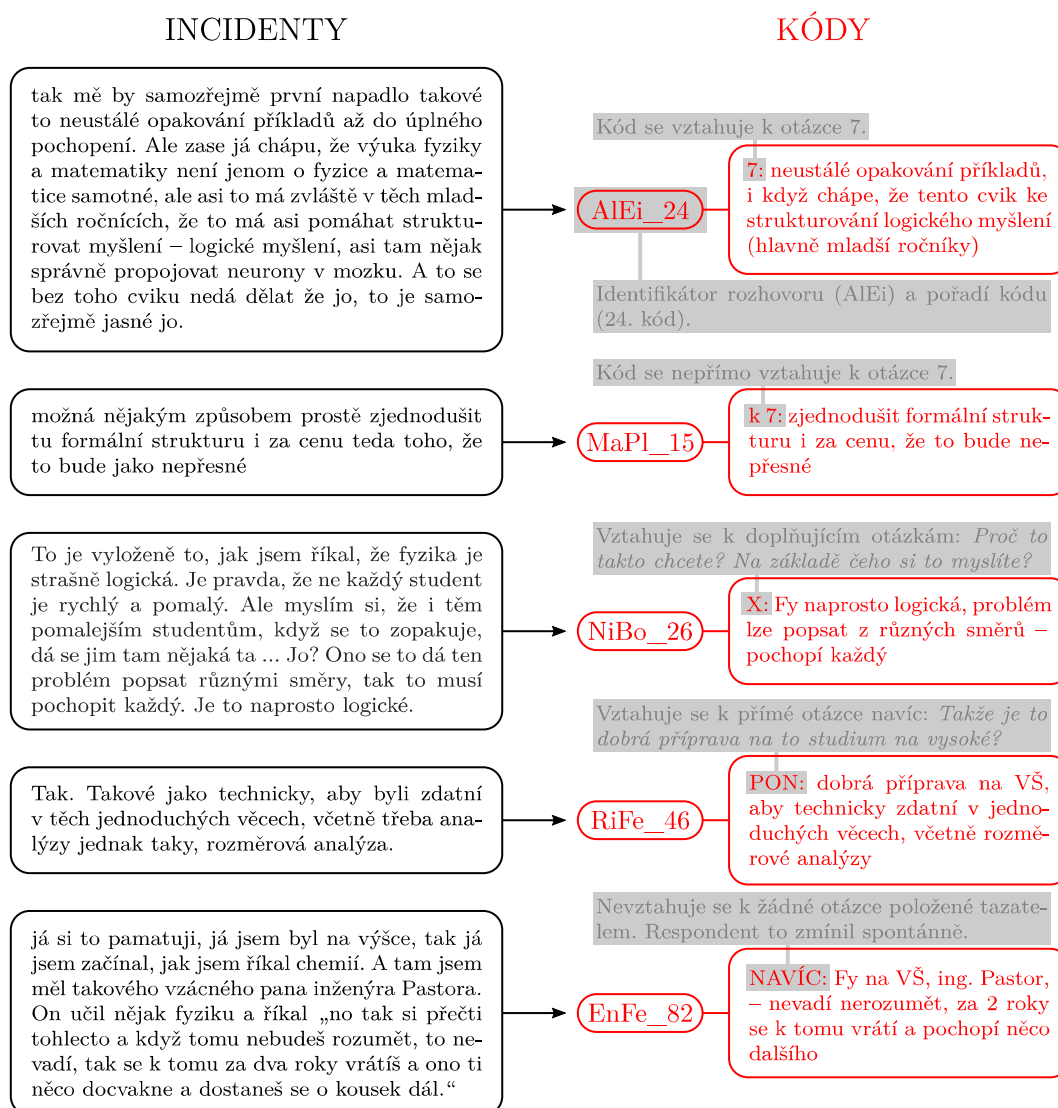 INCIDENTY
KÓDY
tak mě by samozřejmě první napadlo takové
to neustálé opakování příkladů až do úplného
pochopení. Ale zase já chápu, že výuka fyziky
a matematiky není jenom o fyzice a matema-
tice samotné, ale asi to má zvláště v těch mlad-
ších ročnících, že to má asi pomáhat struktu-
rovat myšlení – logické myšlení, asi tam nějak
správně propojovat neurony v mozku. A to se
bez toho cviku nedá dělat že jo, to je samo-
zřejmě jasné jo.
Kód se vztahuje k otázce 7.
AlEi_24
7: neustálé opakování příkladů,
i když chápe, že tento cvik ke
strukturování logického myšlení
(hlavně mladší ročníky)
Identifikátor rozhovoru (AlEi) a pořadí kódu
(24. kód).
možná nějakým způsobem prostě zjednodušit
tu formální strukturu i za cenu teda toho, že
to bude jako nepřesné
Kód se nepřímo vztahuje k otázce 7.
MaPl_15
k 7: zjednodušit formální struk-
turu i za cenu, že to bude ne-
přesné
To je vyloženě to, jak jsem říkal, že fyzika je
strašně logická. Je pravda, že ne každý student
je rychlý a pomalý. Ale myslím si, že i těm
pomalejším studentům, když se to zopakuje,
dá se jim tam nějaká ta ... Jo? Ono se to dá ten
problém popsat různými směry, tak to musí
pochopit každý. Je to naprosto logické.
Vztahuje se k doplňujícím otázkám: Proč to
takto chcete? Na základě čeho si to myslíte?
NiBo_26
X: Fy naprosto logická, problém
lze popsat z různých směrů –
pochopí každý
Tak. Takové jako technicky, aby byli zdatní
v těch jednoduchých věcech, včetně třeba ana-
lýzy jednak taky, rozměrová analýza.
Vztahuje se k přímé otázce navíc: Takže je to
dobrá příprava na to studium na vysoké?
RiFe_46
PON: dobrá příprava na VŠ,
aby technicky zdatní v jedno-
duchých věcech, včetně rozmě-
rové analýzy
já si to pamatuji, já jsem byl na výšce, tak já
jsem začínal, jak jsem říkal chemií. A tam jsem
měl takového vzácného pana inženýra Pastora.
On učil nějak fyziku a říkal „no tak si přečti
tohlecto a když tomu nebudeš rozumět, to ne-
vadí, tak se k tomu za dva roky vrátíš a ono ti
něco docvakne a dostaneš se o kousek dál.“
Nevztahuje se k žádné otázce položené tazate-
lem. Respondent to zmínil spontánně.
EnFe_82
NAVÍC: Fy na VŠ, ing. Pastor,
– nevadí nerozumět, za 2 roky
se k tomu vrátí a pochopí něco
dalšího